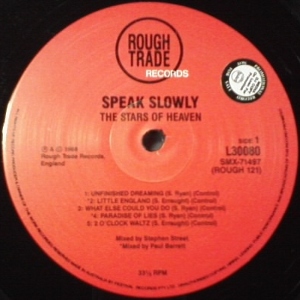 ROUGH
TRADE
RECORDS
SPEAK SLOWLY
THE STARS OF HEAVEN
SIDE 1
L30080
SMX-71497
(ROUGH 121)
Rough Trade Records,
England
1: UNFINISHED DREAMING (S. Ryan) (Control)
*2: LITTLE ENGLAND (S. Erraught) (Control)
3: WHAT ELSE COULD YOU DO (S. Ryan) (Control)
*4: PARADISE OF LIES (S. Ryan) (Control)
5: 2 O'CLOCK WALTZ (S. Erraught) (Control)
Mixed by Stephen Street
*Mixed by Paul Barrett
33⅓ RPM